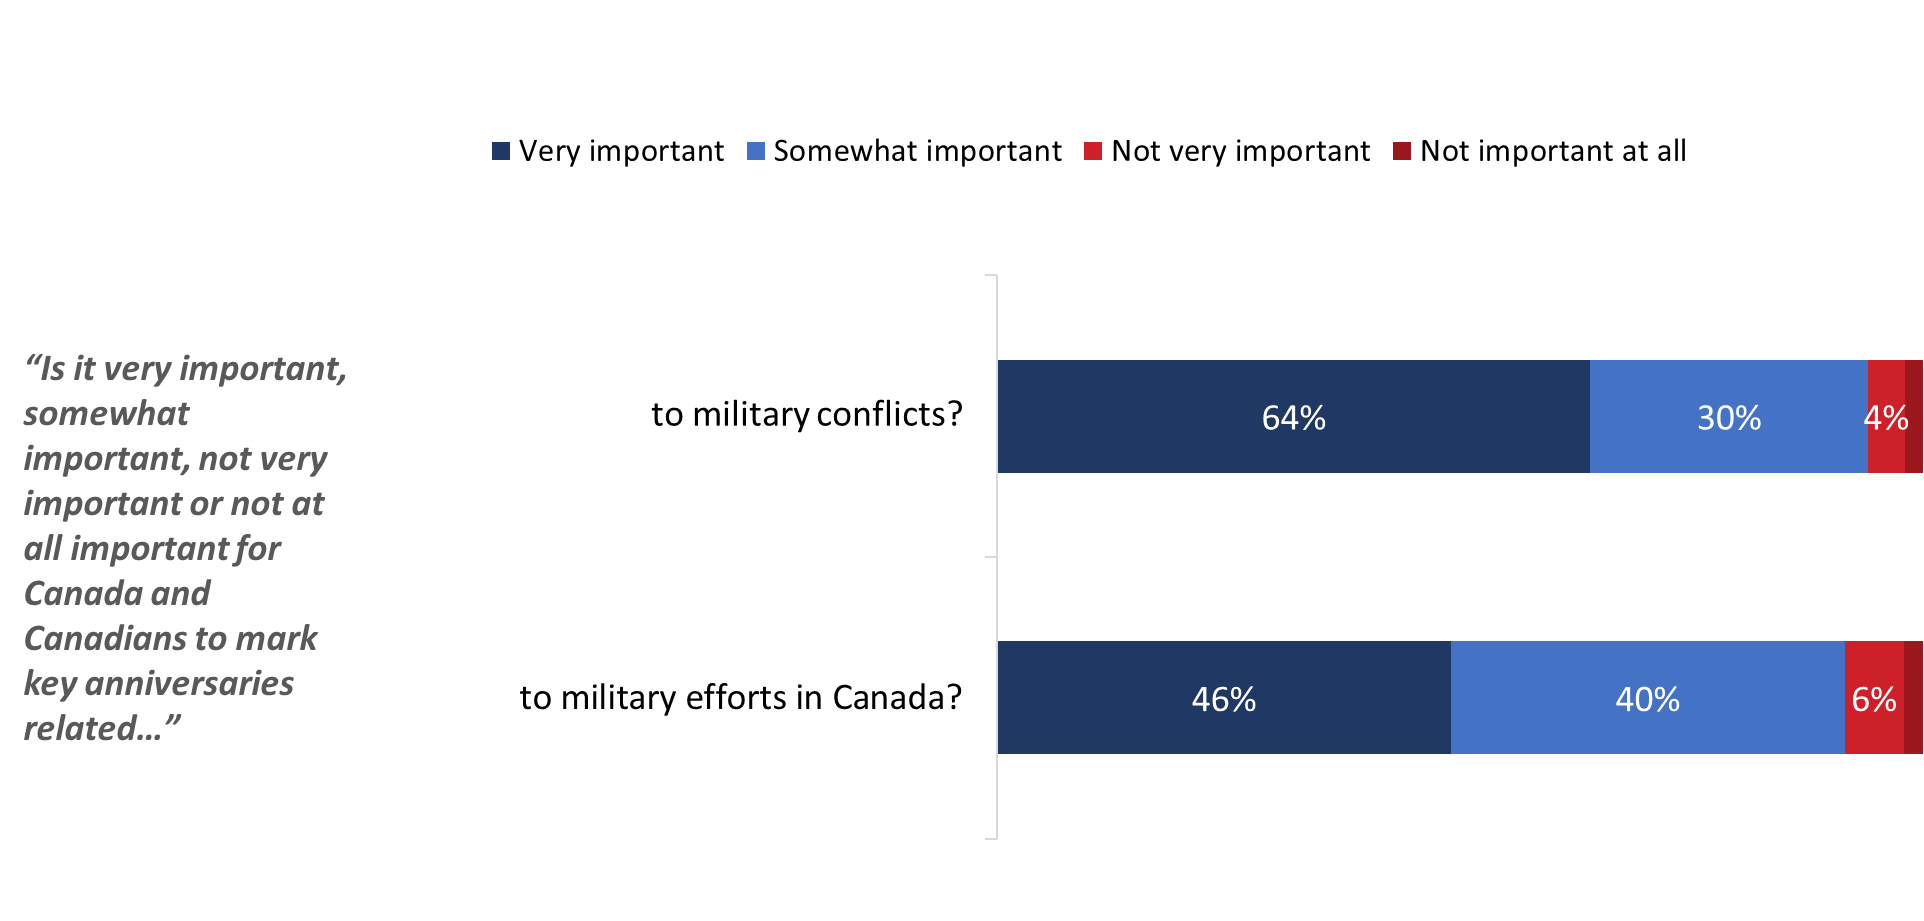 Very important Somewhat important Not very important Not important at all
“Is it very important,
somewhat
important, not very
important or not at
all important for
Canada and
Canadians to mark
key anniversaries
related...”
to military conflicts?
64% 30% 4%
to military efforts in Canada?
46% 40% 6%